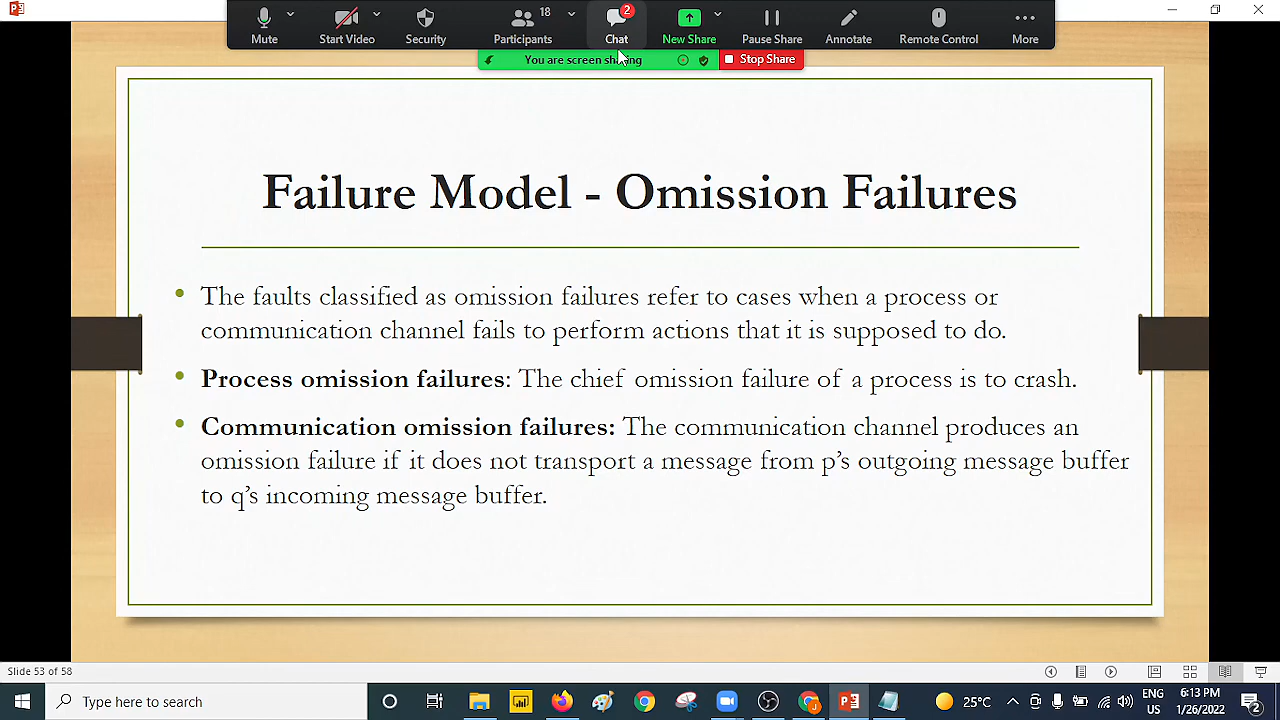 18
2
Mute
Start Video
Security
Participants
Chat
New Share
Pause Share
Annotate
Remote Control
More
You are screen sharing
Stop Share
Failure Model - Omission Failures
• The faults classified as omission failures refer to cases when a process or
communication channel fails to perform actions that it is supposed to do.
• Process omission failures: The chief omission failure of a process is to crash.
• Communication omission failures: The communication channel produces an
omission failure if it does not transport a message from p's outgoing message buffer
to q's incoming message buffer.
Slide 53 of 58
Type here to search
25°C
ENG
US
6:13 PM
1/26/2022
2